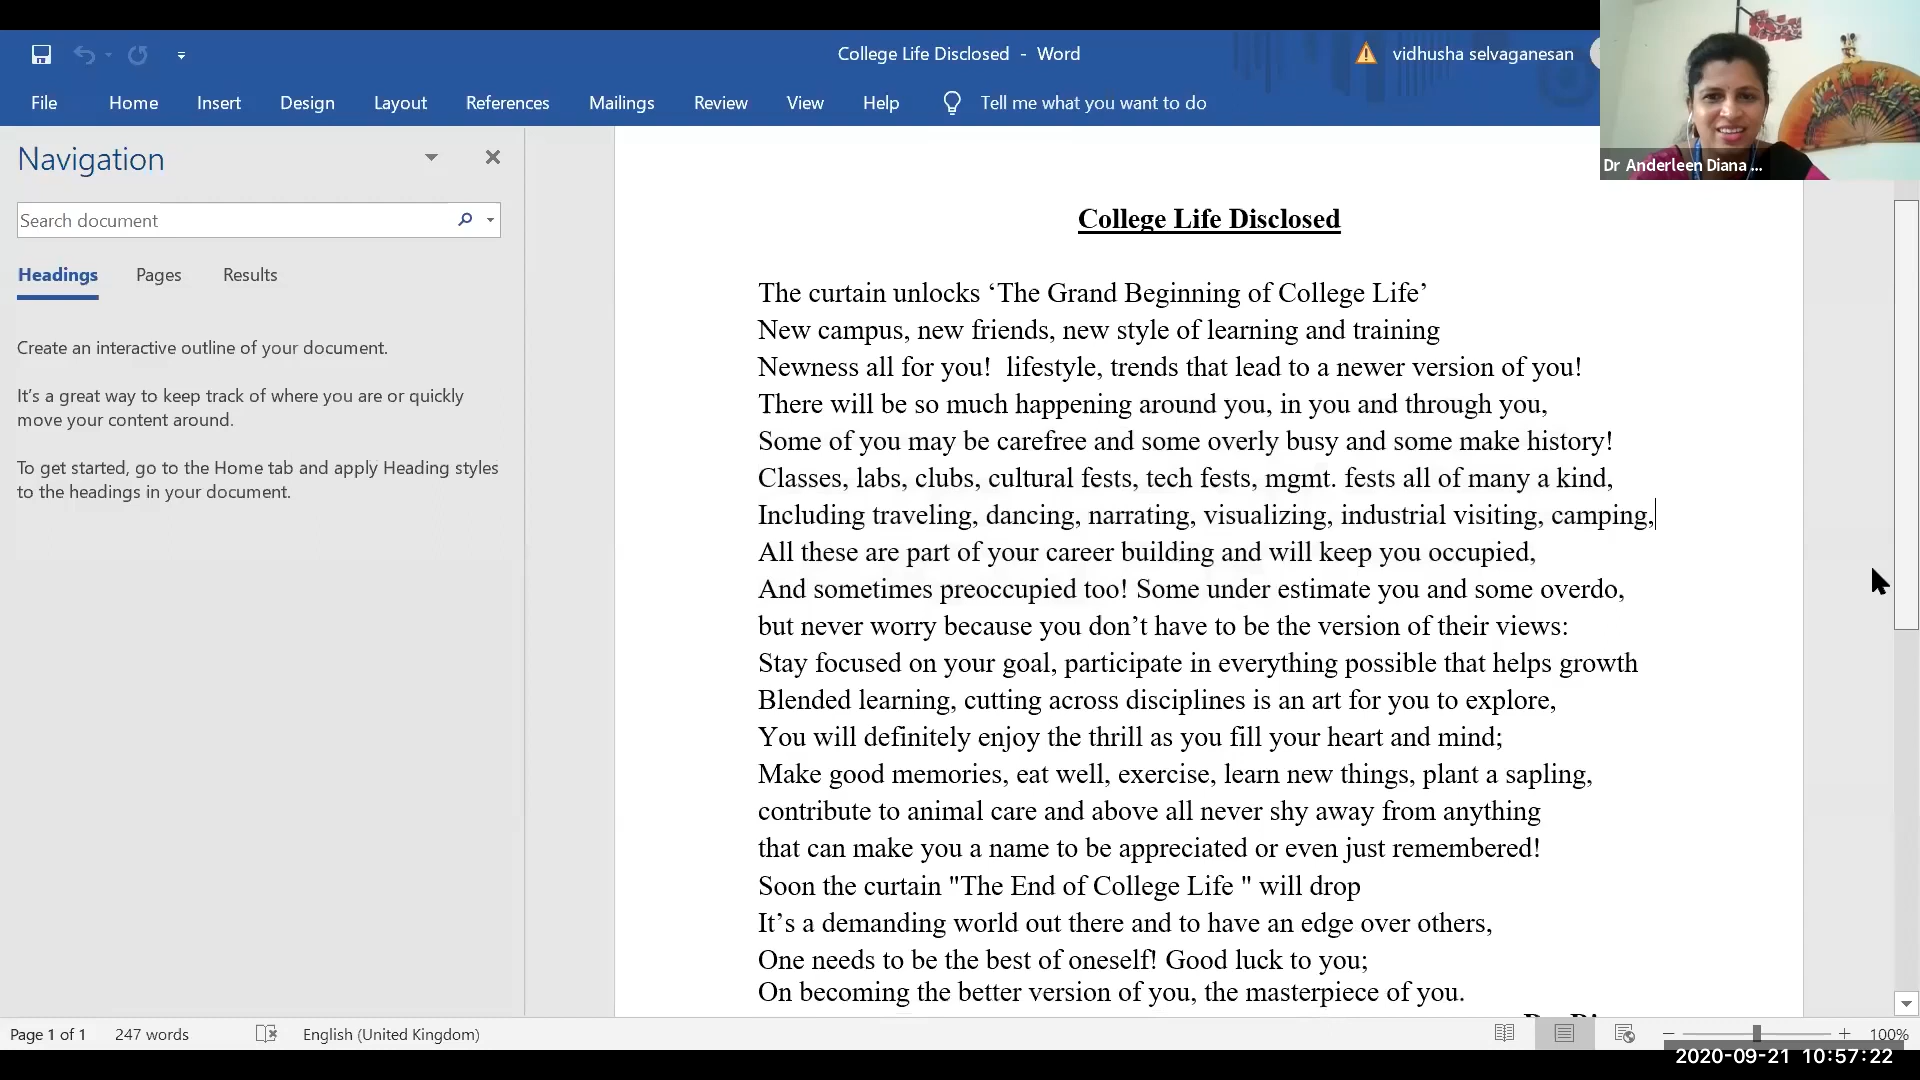 College Life Disclosed - Word
vidhusha selvaganesan
File Home Insert Design Layout References Mailings Review View Help Tell me what you want to do
Dr Anderleen Diana ...
Navigation
Search document
Headings Pages Results
Create an interactive outline of your document.
It's a great way to keep track of where you are or quickly
move your content around.
To get started, go to the Home tab and apply Heading styles
to the headings in your document.
College Life Disclosed
The curtain unlocks ‘The Grand Beginning of College Life’
New campus, new friends, new style of learning and training
Newness all for you!  lifestyle, trends that lead to a newer version of you!
There will be so much happening around you, in you and through you,
Some of you may be carefree and some overly busy and some make history!
Classes, labs, clubs, cultural fests, tech fests, mgmt. fests all of many a kind,
Including traveling, dancing, narrating, visualizing, industrial visiting, camping,
All these are part of your career building and will keep you occupied,
And sometimes preoccupied too! Some under estimate you and some overdo,
but never worry because you don’t have to be the version of their views:
Stay focused on your goal, participate in everything possible that helps growth
Blended learning, cutting across disciplines is an art for you to explore,
You will definitely enjoy the thrill as you fill your heart and mind;
Make good memories, eat well, exercise, learn new things, plant a sapling,
contribute to animal care and above all never shy away from anything
that can make you a name to be appreciated or even just remembered!
Soon the curtain "The End of College Life " will drop
It’s a demanding world out there and to have an edge over others,
One needs to be the best of oneself! Good luck to you;
On becoming the better version of you, the masterpiece of you.
Page 1 of 1 247 words English (United Kingdom) 100%
2020-09-21 10:57:22